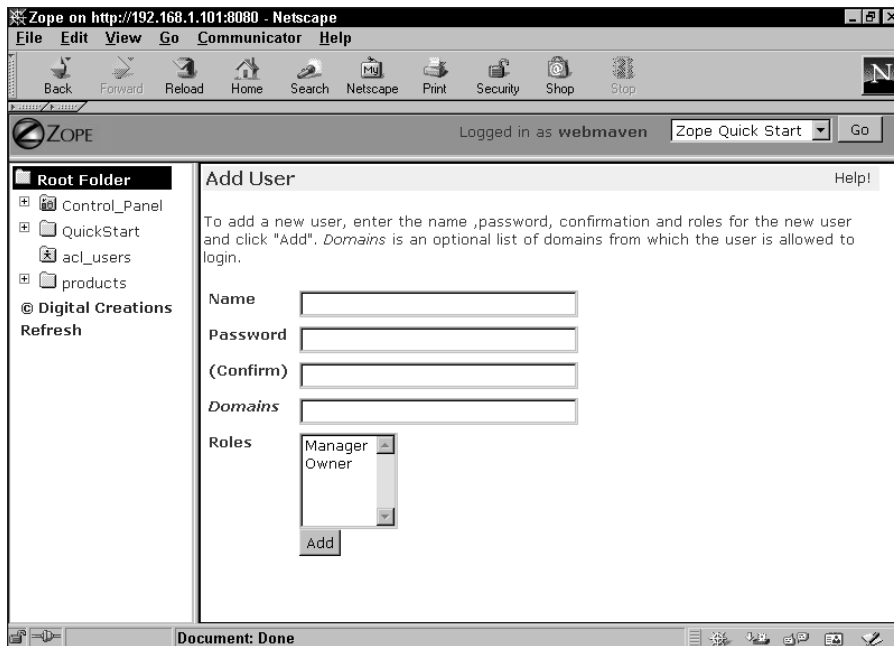 Zope on http://192.168.1.101:8080 - Netscape
File Edit View Go Communicator Help
Back Forward Reload Home Search Netscape Print Security Shop Stop
ZOPE
Logged in as webmaven
Zope Quick Start
Go
Root Folder
Control_Panel
QuickStart
acl_users
products
© Digital Creations
Refresh
Add User
Help!
To add a new user, enter the name ,password, confirmation and roles for the new user
and click "Add". Domains is an optional list of domains from which the user is allowed to
login.
Name
Password
(Confirm)
Domains
Roles
Manager
Owner
Add
Document: Done